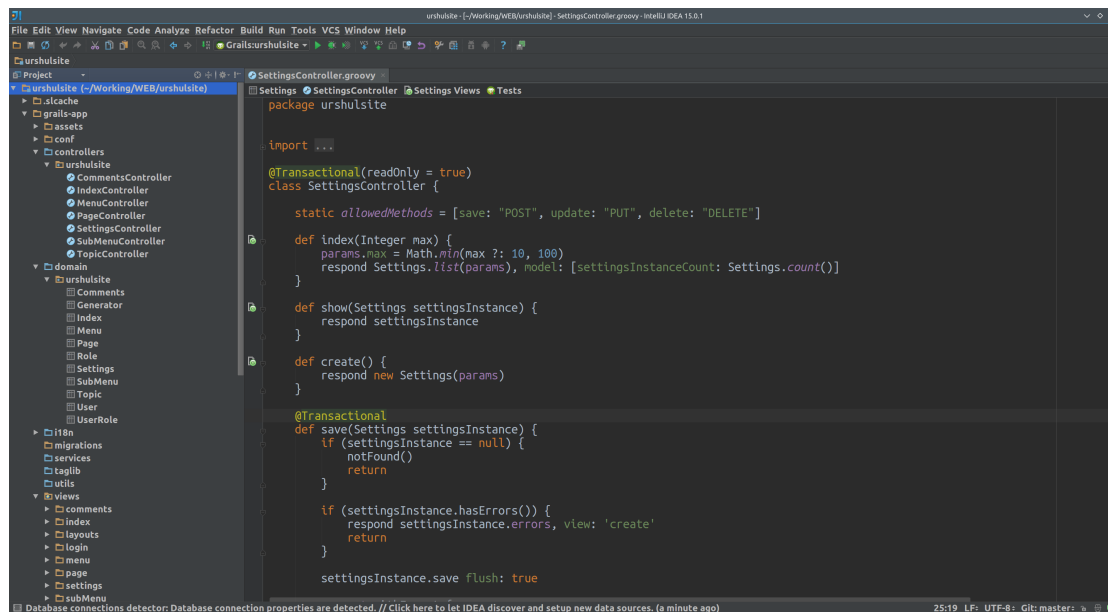 urshulsite - [~/Working/WEB/urshulsite] - SettingsController.groovy - IntelliJ IDEA 15.0.1
File Edit View Navigate Code Analyze Refactor Build Run Tools VCS Window Help
Grails:urshulsite
urshulsite
Project
SettingsController.groovy
urshulsite (~/Working/WEB/urshulsite)
.slcache
grails-app
assets
conf
controllers
urshulsite
CommentsController
IndexController
MenuController
PageController
SettingsController
SubMenuController
TopicController
domain
urshulsite
Comments
Generator
Index
Menu
Page
Role
Settings
SubMenu
Topic
User
UserRole
i18n
migrations
services
taglib
utils
views
comments
index
layouts
login
menu
page
settings
subMenu
Settings SettingsController Settings Views Tests
package urshulsite
import ...
@Transactional(readOnly = true)
class SettingsController {
static allowedMethods = [save: "POST", update: "PUT", delete: "DELETE"]
def index(Integer max) {
params.max = Math.min(max ?: 10, 100)
respond Settings.list(params), model: [settingsInstanceCount: Settings.count()]
}
def show(Settings settingsInstance) {
respond settingsInstance
}
def create() {
respond new Settings(params)
}
@Transactional
def save(Settings settingsInstance) {
if (settingsInstance == null) {
notFound()
return
}
if (settingsInstance.hasErrors()) {
respond settingsInstance.errors, view: 'create'
return
}
settingsInstance.save flush: true
Database connections detector: Database connection properties are detected. // Click here to let IDEA discover and setup new data sources. (a minute ago)
25:19 LF: UTF-8: Git: master: